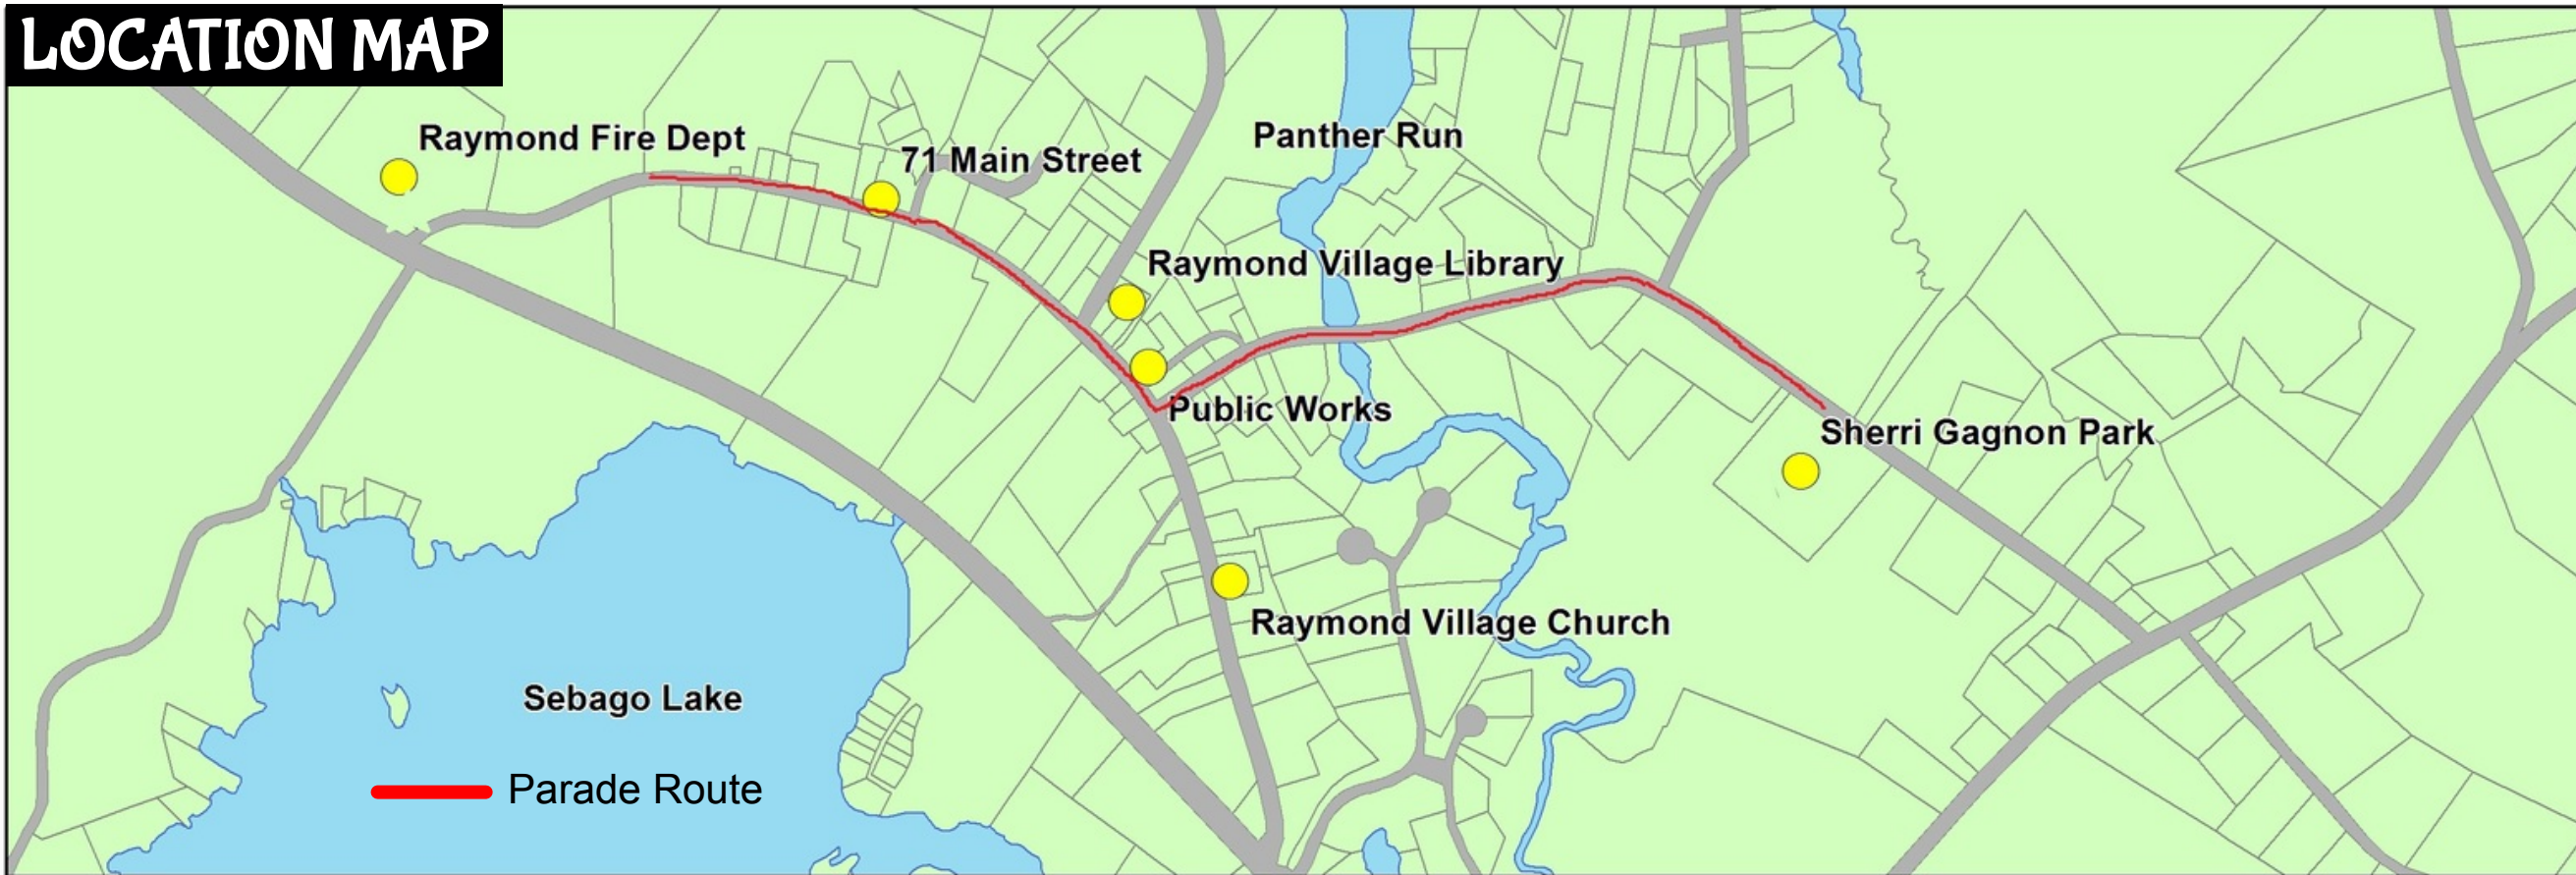 LOCATION MAP
Raymond Fire Dept
71 Main Street
Panther Run
Raymond Village Library
Public Works
Sherri Gagnon Park
Raymond Village Church
Sebago Lake
Parade Route